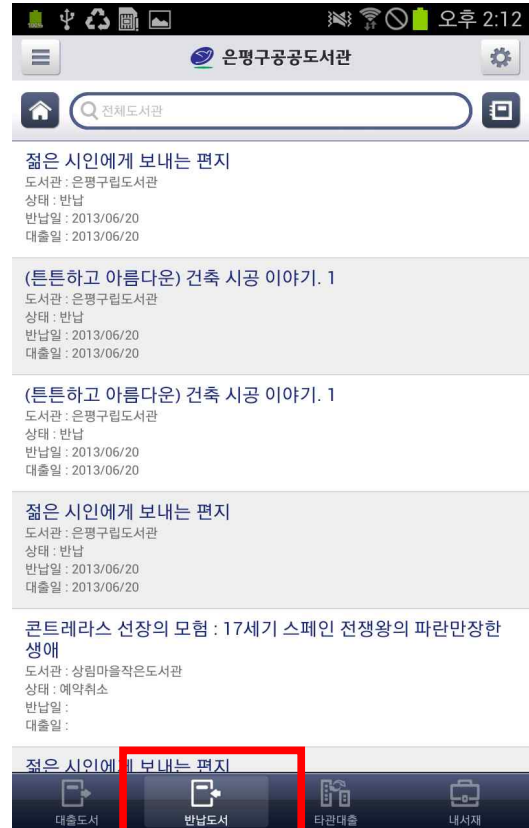 오후 2:12
은평구공공도서관
전체도서관
젊은 시인에게 보내는 편지
도서관 : 은평구립도서관
상태 : 반납
반납일 : 2013/06/20
대출일 : 2013/06/20
(튼튼하고 아름다운) 건축 시공 이야기. 1
도서관 : 은평구립도서관
상태 : 반납
반납일 : 2013/06/20
대출일 : 2013/06/20
(튼튼하고 아름다운) 건축 시공 이야기. 1
도서관 : 은평구립도서관
상태 : 반납
반납일 : 2013/06/20
대출일 : 2013/06/20
젊은 시인에게 보내는 편지
도서관 : 은평구립도서관
상태 : 반납
반납일 : 2013/06/20
대출일 : 2013/06/20
콘트레라스 선장의 모험 : 17세기 스페인 전쟁왕의 파란만장한
생애
도서관 : 상림마을작은도서관
상태 : 예약취소
반납일 :
대출일 :
젊은 시인에게 보내는 편지
대출도서 반납도서 타관대출 내서재